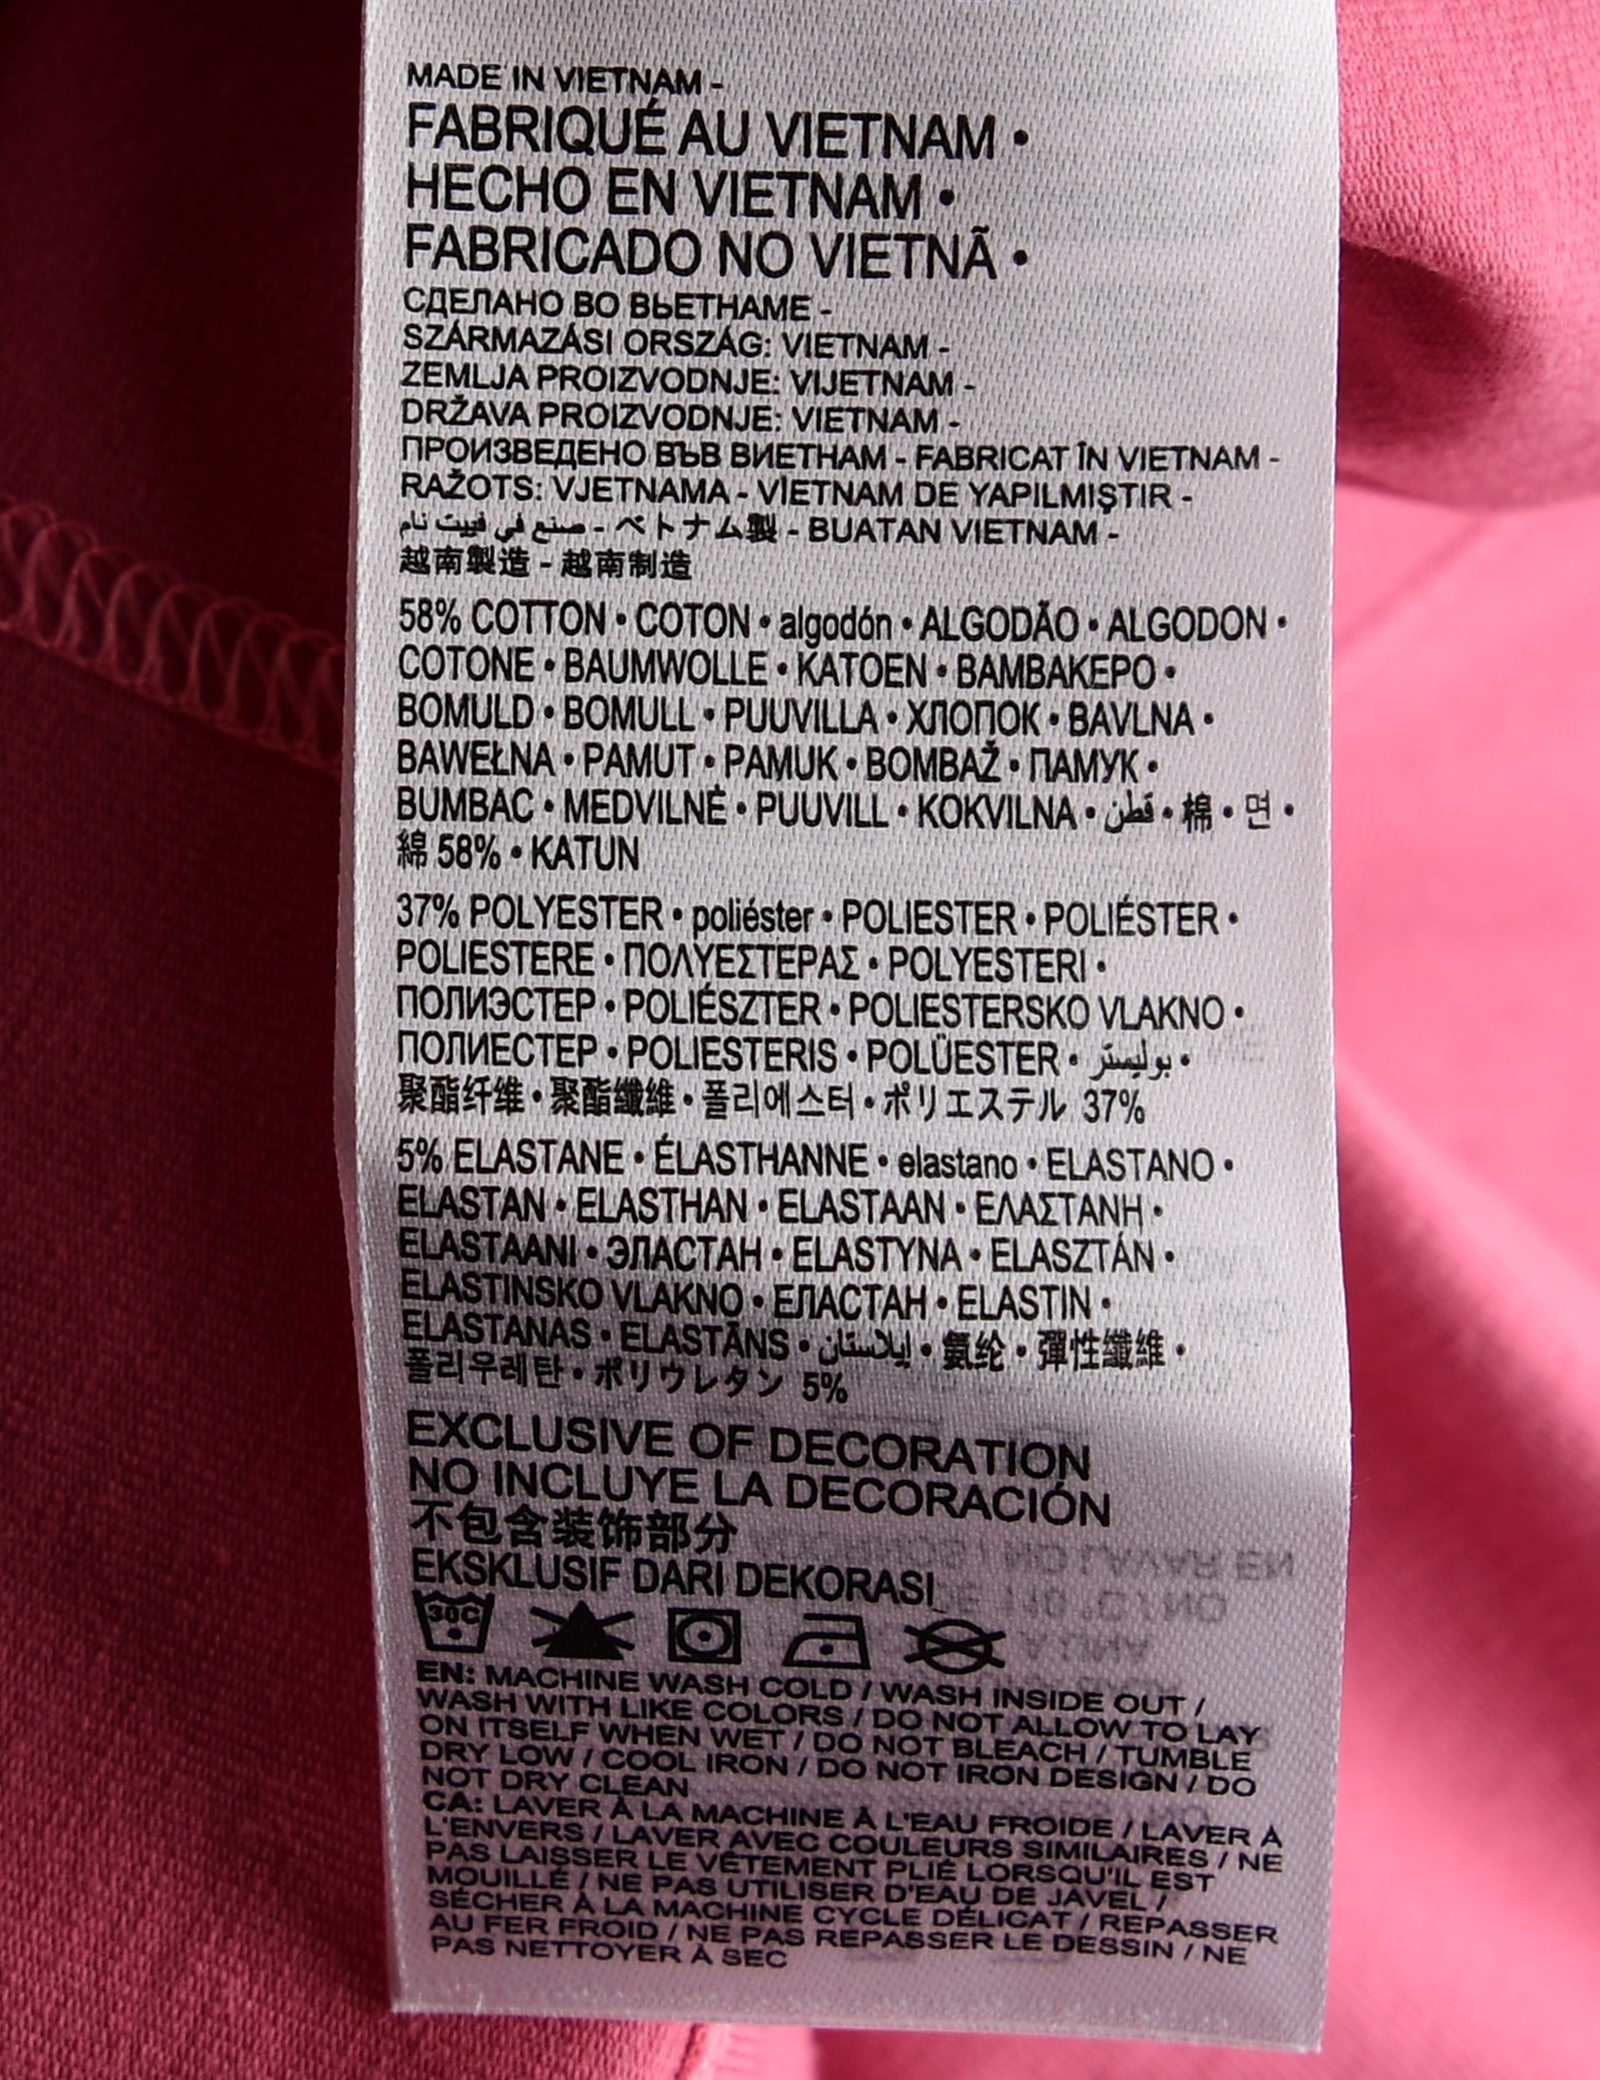 MADE IN VIETNAM -
FABRIQUÉ AU VIETNAM •
HECHO EN VIETNAM •
FABRICADO NO VIETNÃ •
СДЕЛАНО ВО ВЬЕТНАМЕ -
SZÁRMAZÁSI ORSZÁG: VIETNAM -
ZEMLJA PROIZVODNJE: VIJETNAM -
DRŽAVA PROIZVODNJE: VIETNAM -
ПРОИЗВЕДЕНО ВЪВ ВИЕТНАМ - FABRICAT ÎN VIETNAM -
RAŽOTS: VJETNAMA - VİETNAM DE YAPILMIŞTIR -
صنع في فييت نام - ベトナム製 - BUATAN VIETNAM -
越南製造 - 越南制造
58% COTTON • COTON • algodón • ALGODÃO • ALGODON •
COTONE • BAUMWOLLE • KATOEN • ΒΑΜΒΑΚΕΡΟ •
BOMULD • BOMULL • PUUVILLA • ХЛОПОК • BAVLNA •
BAWEŁNA • PAMUT • PAMUK • BOMBAŽ • ПАМУК •
BUMBAC • MEDVILNĖ • PUUVILL • KOKVILNA • قطن • 棉 • 면 •
綿 58% • KATUN
37% POLYESTER • poliéster • POLIESTER • POLIÉSTER •
POLIESTERE • ΠΟΛΥΕΣΤΕΡΑΣ • POLYESTERI •
ПОЛИЭСТЕР • POLIÉSZTER • POLIESTERSKO VLAKNO •
ПОЛИЕСТЕР • POLIESTERIS • POLÜESTER • بوليستر •
聚酯纤维 • 聚酯纖維 • 폴리에스터 • ポリエステル 37%
5% ELASTANE • ÉLASTHANNE • elastano • ELASTANO •
ELASTAN • ELASTHAN • ELASTAAN • ΕΛΑΣΤΑΝΗ •
ELASTAANI • ЭЛАСТАН • ELASTYNA • ELASZTÁN •
ELASTINSKO VLAKNO • ЕЛАСТАН • ELASTIN •
ELASTANAS • ELASTĀNS • إيلاستان • 氨纶 • 彈性纖維 •
폴리우레탄 • ポリウレタン 5%
EXCLUSIVE OF DECORATION
NO INCLUYE LA DECORACIÓN
不包含装饰部分
EKSKLUSIF DARI DEKORASI
30C
EN: MACHINE WASH COLD / WASH INSIDE OUT /
WASH WITH LIKE COLORS / DO NOT ALLOW TO LAY
ON ITSELF WHEN WET / DO NOT BLEACH / TUMBLE
DRY LOW / COOL IRON / DO NOT IRON DESIGN / DO
NOT DRY CLEAN
CA: LAVER À LA MACHINE À L'EAU FROIDE / LAVER À
L'ENVERS / LAVER AVEC COULEURS SIMILAIRES / NE
PAS LAISSER LE VÊTEMENT PLIÉ LORSQU'IL EST
MOUILLÉ / NE PAS UTILISER D'EAU DE JAVEL /
SÉCHER À LA MACHINE CYCLE DÉLICAT / REPASSER
AU FER FROID / NE PAS REPASSER LE DESSIN / NE
PAS NETTOYER À SEC